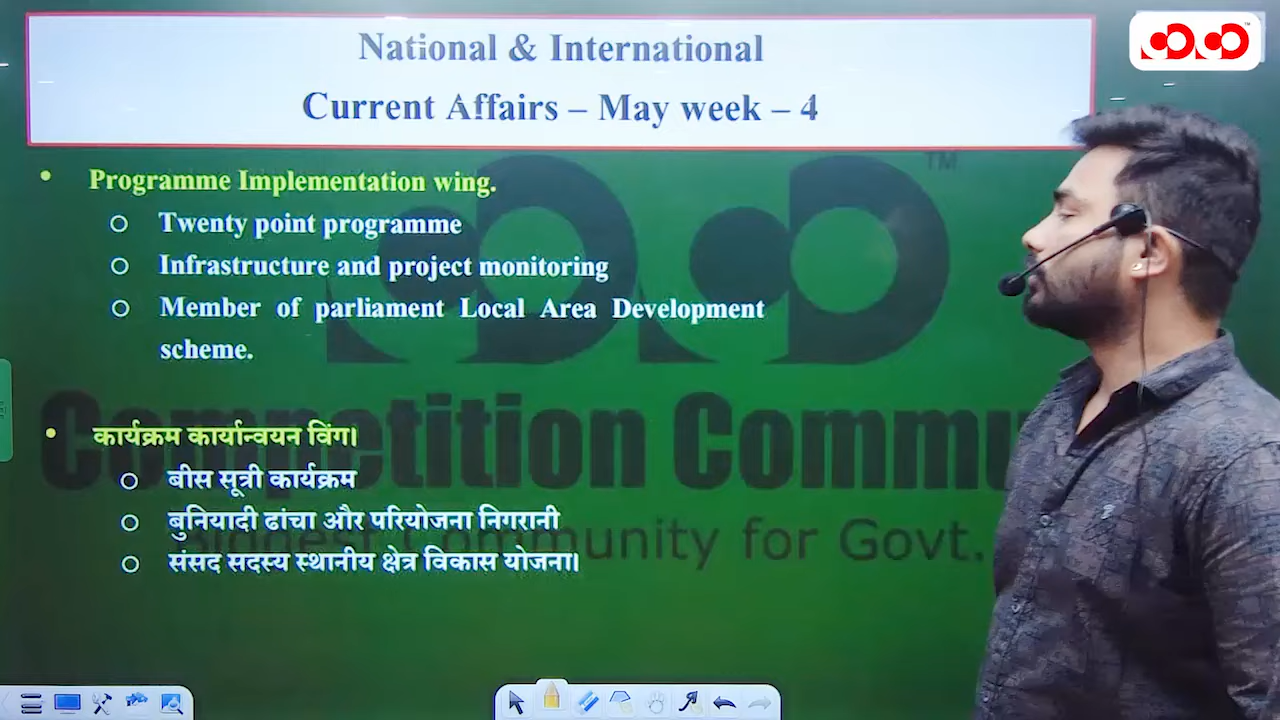 National & International
Current Affairs – May week – 4
• Programme Implementation wing.
○ Twenty point programme
○ Infrastructure and project monitoring
○ Member of parliament Local Area Development
scheme.
• कार्यक्रम कार्यान्वयन विंग।
○ बीस सूत्री कार्यक्रम
○ बुनियादी ढांचा और परियोजना निगरानी
○ संसद सदस्य स्थानीय क्षेत्र विकास योजना।
TM
Competition Commu
Biggest Community for Govt.